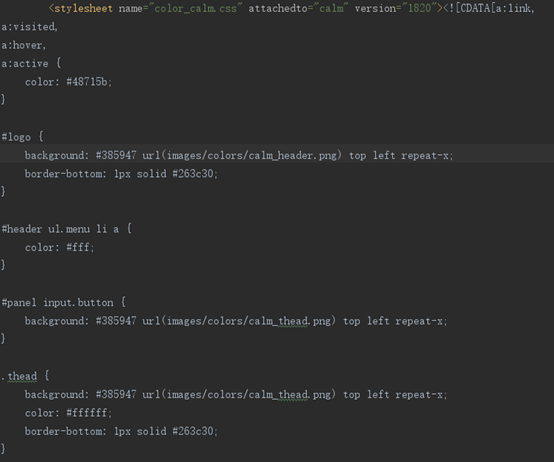 <stylesheet name="color_calm.css" attachedto="calm" version="1820"><![CDATA[a:link,
a:visited,
a:hover,
a:active {
color: #48715b;
}
#logo {
background: #385947 url(images/colors/calm_header.png) top left repeat-x;
border-bottom: 1px solid #263c30;
}
#header ul.menu li a {
color: #fff;
}
#panel input.button {
background: #385947 url(images/colors/calm_thead.png) top left repeat-x;
}
.thead {
background: #385947 url(images/colors/calm_thead.png) top left repeat-x;
color: #ffffff;
border-bottom: 1px solid #263c30;
}